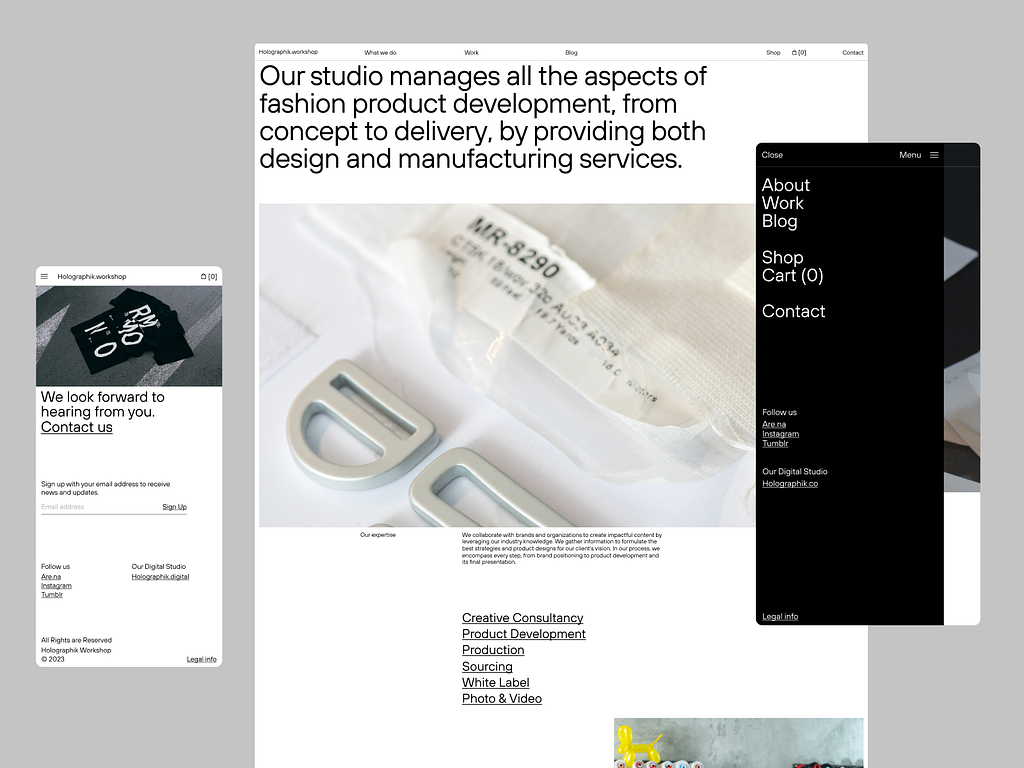 Holographik.workshop What we do Work Blog Shop [0] Contact
Our studio manages all the aspects of
fashion product development, from
concept to delivery, by providing both
design and manufacturing services.
MR-8290
Our expertise
We collaborate with brands and organizations to create impactful content by
leveraging our industry knowledge. We gather information to formulate the
best strategies and product designs for our client's vision. In our process, we
encompass every step, from brand positioning to product development and
its final presentation.
Creative Consultancy
Product Development
Production
Sourcing
White Label
Photo & Video
Holographik.workshop [0]
We look forward to
hearing from you.
Contact us
Sign up with your email address to receive
news and updates.
Email address Sign Up
Follow us
Are.na
Instagram
Tumblr
Our Digital Studio
Holographik.digital
All Rights are Reserved
Holographik Workshop
© 2023
Legal info
Close Menu
About
Work
Blog
Shop
Cart (0)
Contact
Follow us
Are.na
Instagram
Tumblr
Our Digital Studio
Holographik.co
Legal info